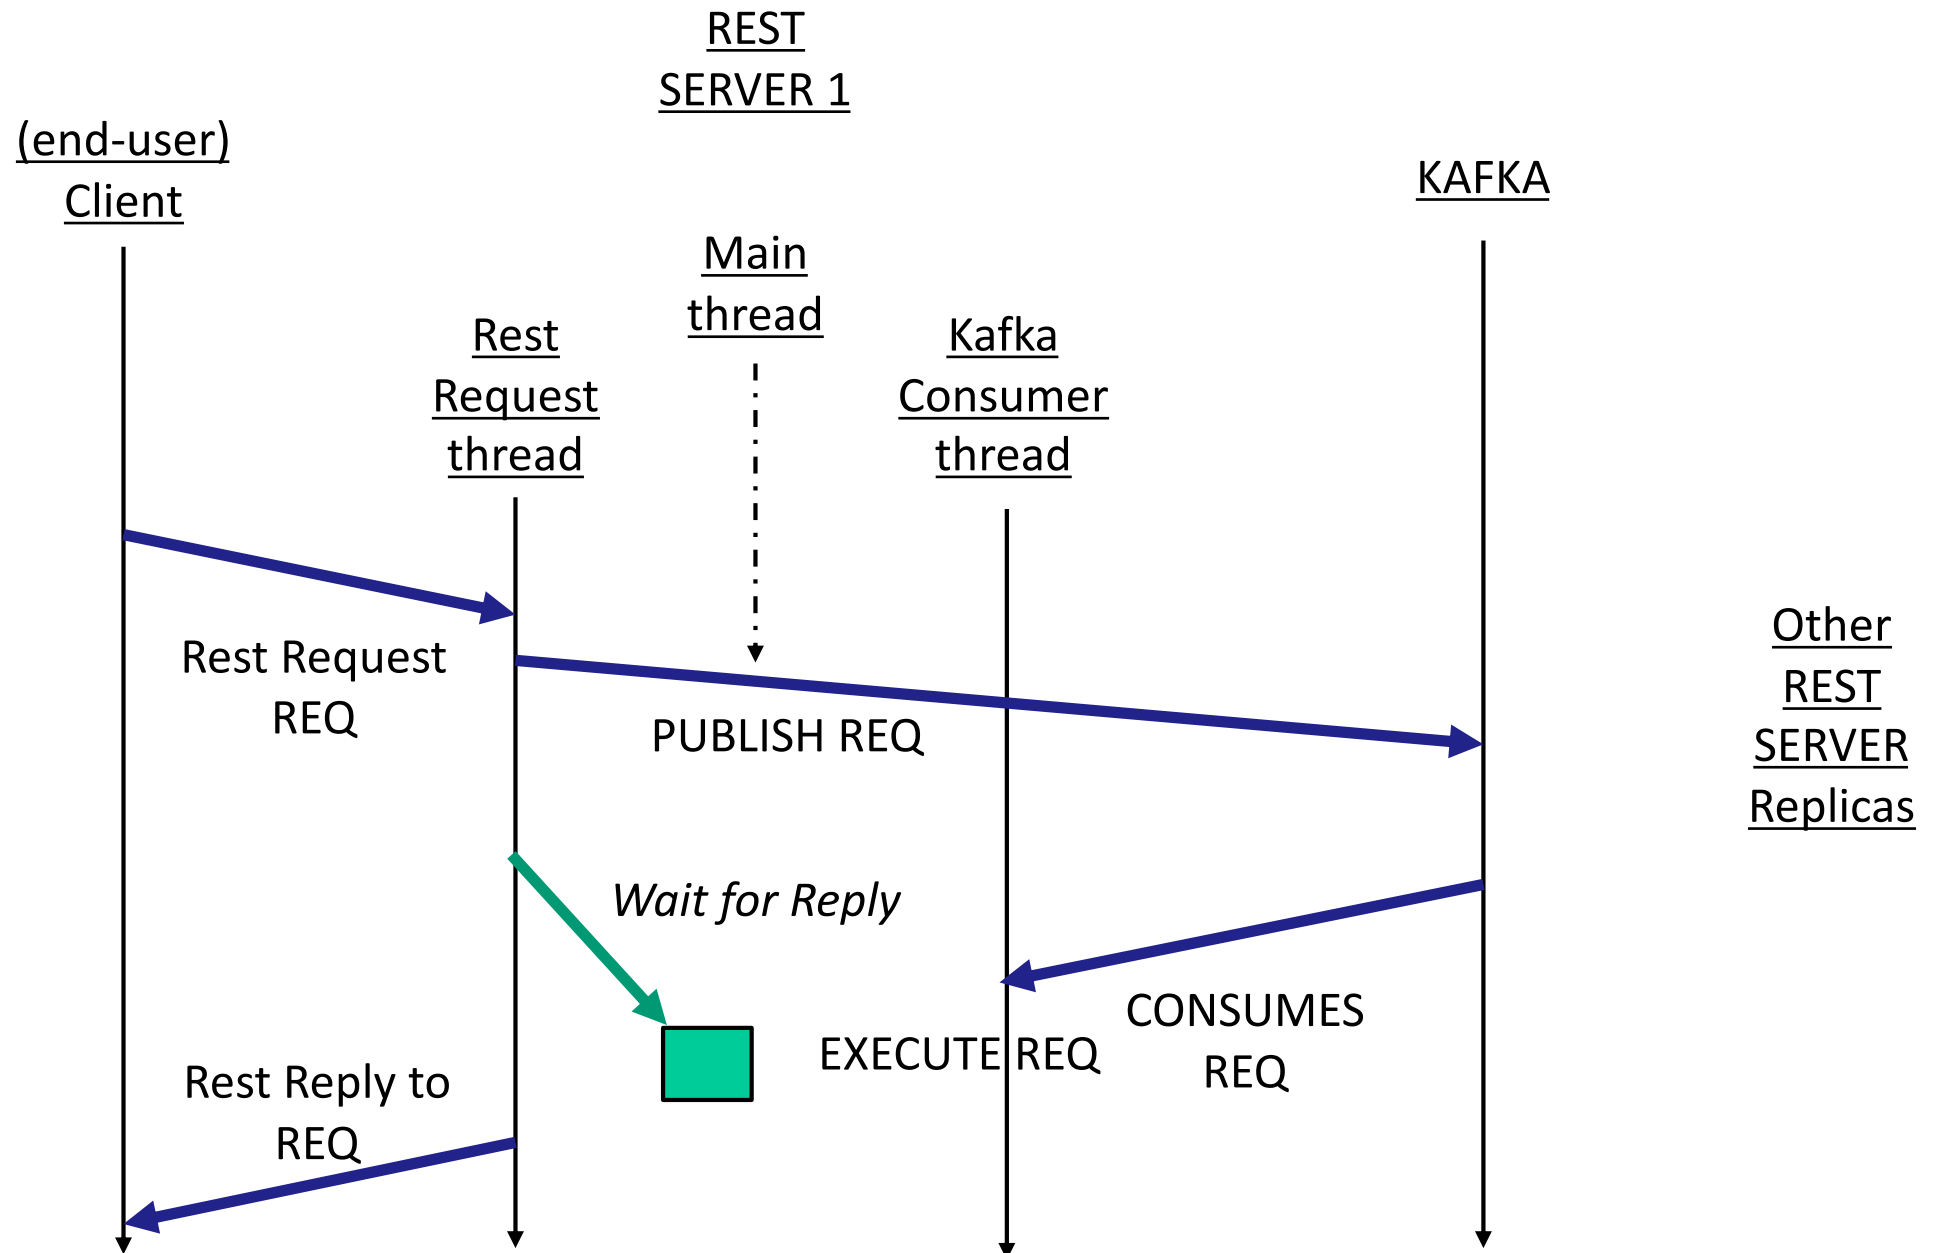 REST
SERVER 1
(end-user)
Client
KAFKA
Main
thread
Rest
Request
thread
Kafka
Consumer
thread
Rest Request
REQ
PUBLISH REQ
Other
REST
SERVER
Replicas
Wait for Reply
CONSUMES
REQ
EXECUTE REQ
Rest Reply to
REQ